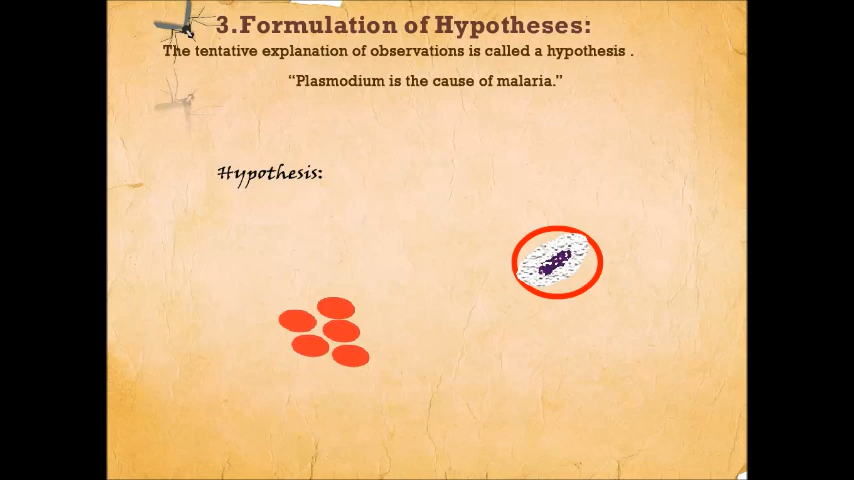 3.Formulation of Hypotheses:
The tentative explanation of observations is called a hypothesis .
“Plasmodium is the cause of malaria.”
Hypothesis: